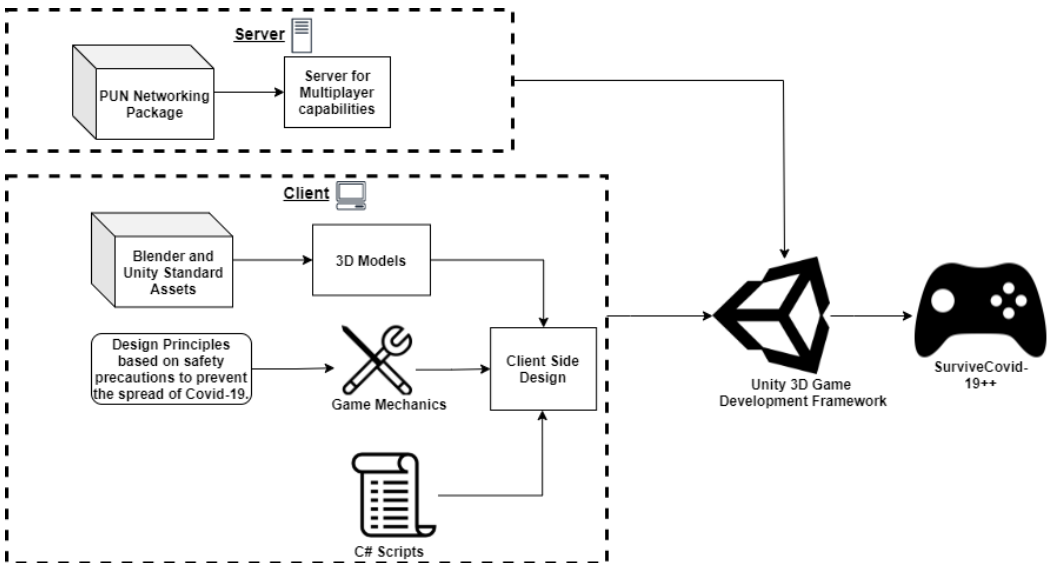 Server
PUN Networking
Package
Server for
Multiplayer
capabilities
Client
Blender and
Unity Standard
Assets
3D Models
Design Principles
based on safety
precautions to prevent
the spread of Covid-19.
Game Mechanics
Client Side
Design
C# Scripts
Unity 3D Game
Development Framework
SurviveCovid-
19++